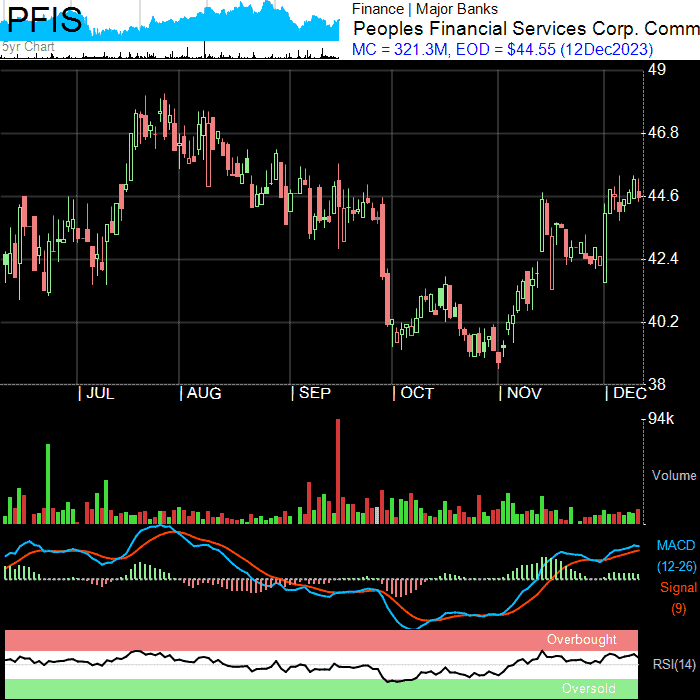 PFIS
5yr Chart
Finance | Major Banks
Peoples Financial Services Corp. Comm
MC = 321.3M, EOD = $44.55 (12Dec2023)
49
46.8
44.6
42.4
40.2
38
| JUL | AUG | SEP | OCT | NOV | DEC
94k
Volume
MACD
(12-26)
Signal
(9)
Overbought
RSI(14)
Oversold